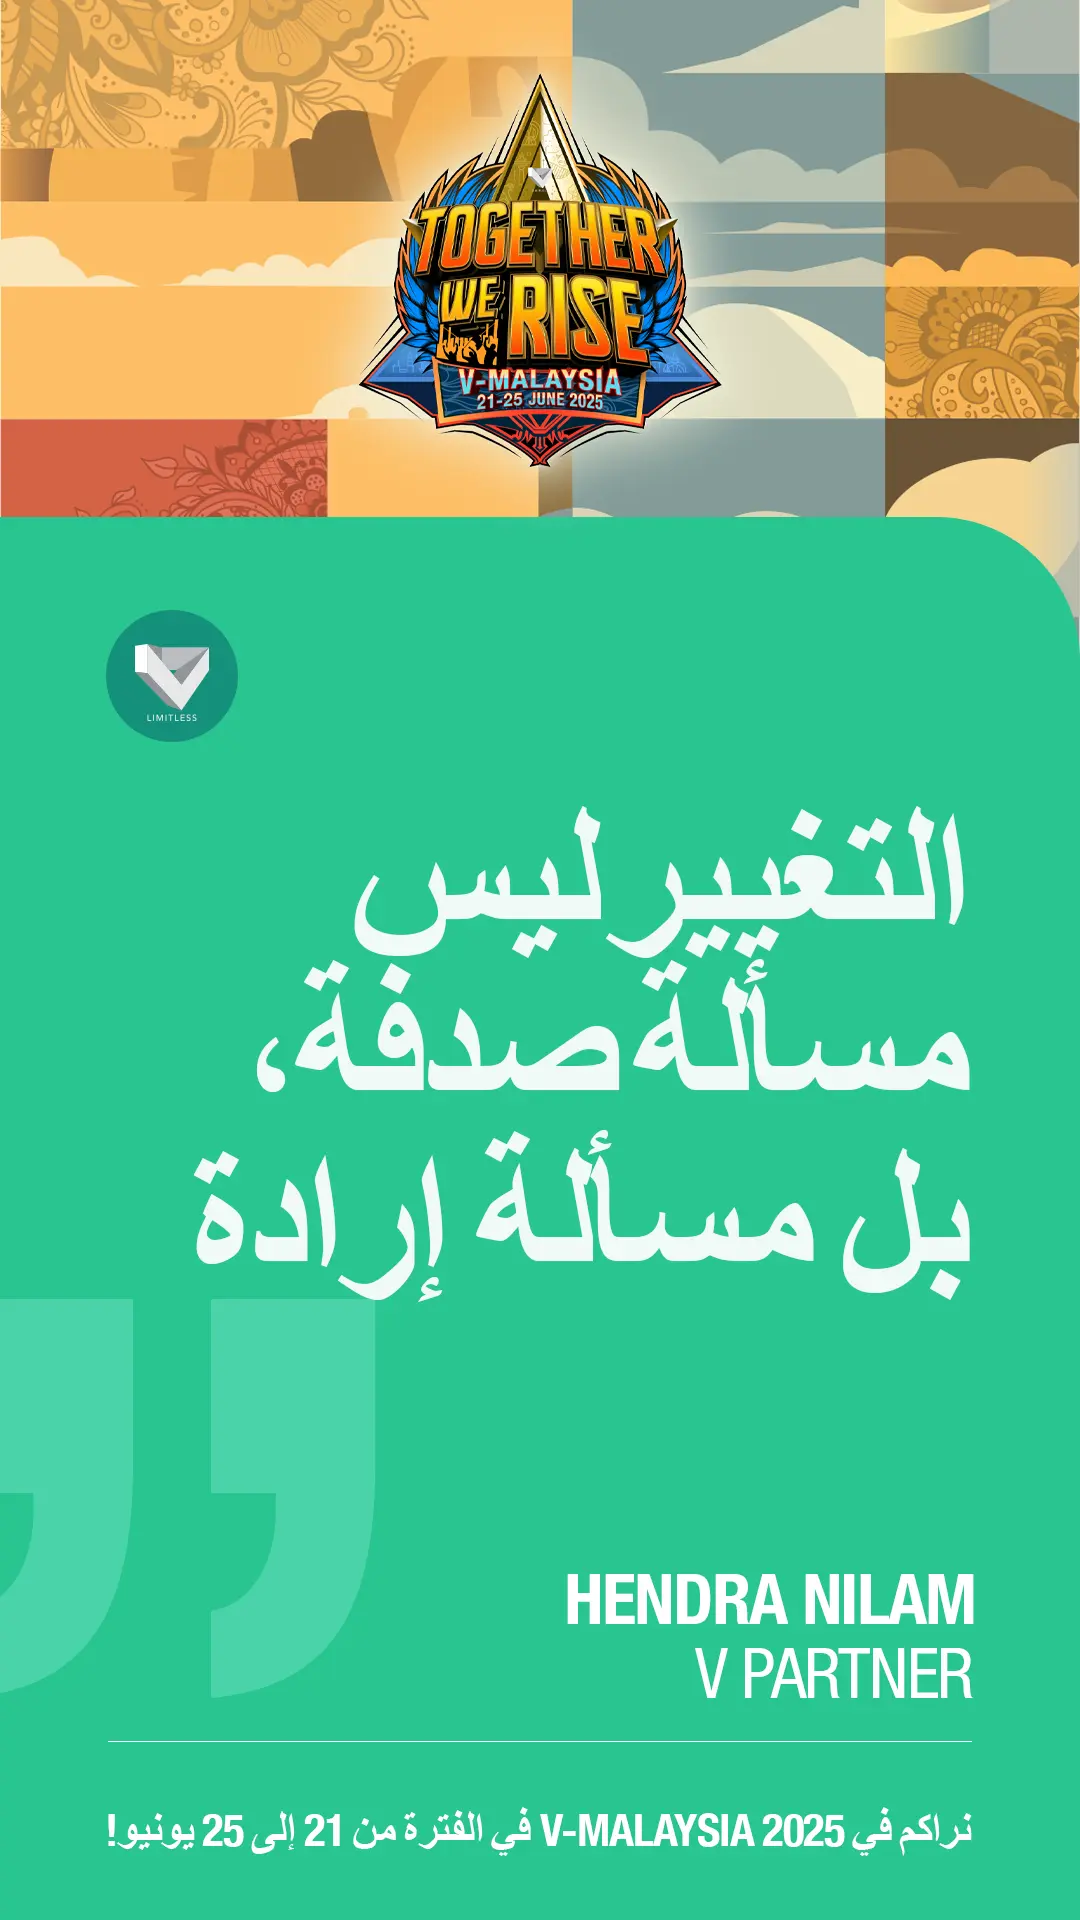 TOGETHER
WE RISE
V-MALAYSIA
21-25 JUNE 2025
LIMITLESS
التغيير ليس
مسألة صدفة،
بل مسألة إرادة
HENDRA NILAM
V PARTNER
نراكم في V-MALAYSIA 2025 في الفترة من 21 إلى 25 يونيو!